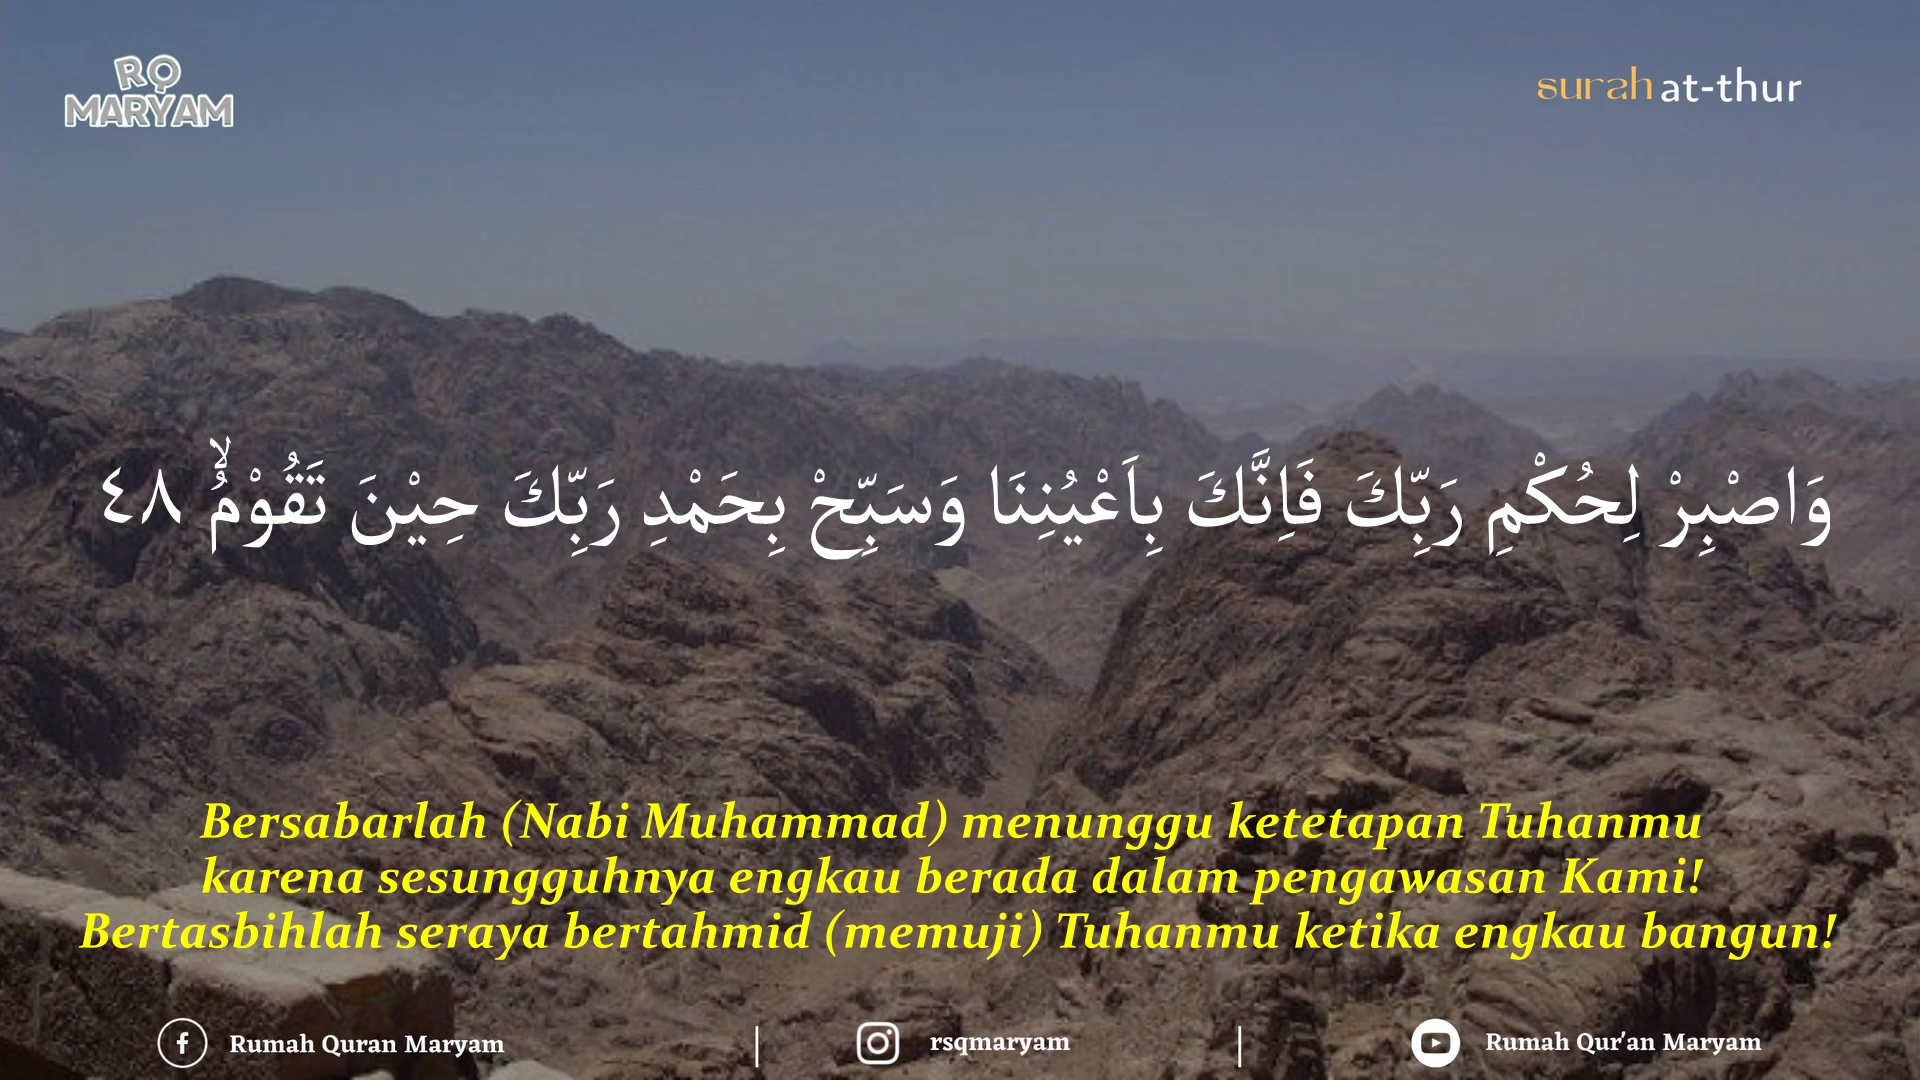 RQ
MARYAM
surah at-thur
وَاصْبِرْ لِحُكْمِ رَبِّكَ فَاِنَّكَ بِاَعْيُنِنَا وَسَبِّحْ بِحَمْدِ رَبِّكَ حِيْنَ تَقُوْمُۙ ٤٨
Bersabarlah (Nabi Muhammad) menunggu ketetapan Tuhanmu
karena sesungguhnya engkau berada dalam pengawasan Kami!
Bertasbihlah seraya bertahmid (memuji) Tuhanmu ketika engkau bangun!
Rumah Quran Maryam | rsqmaryam | Rumah Qur'an Maryam